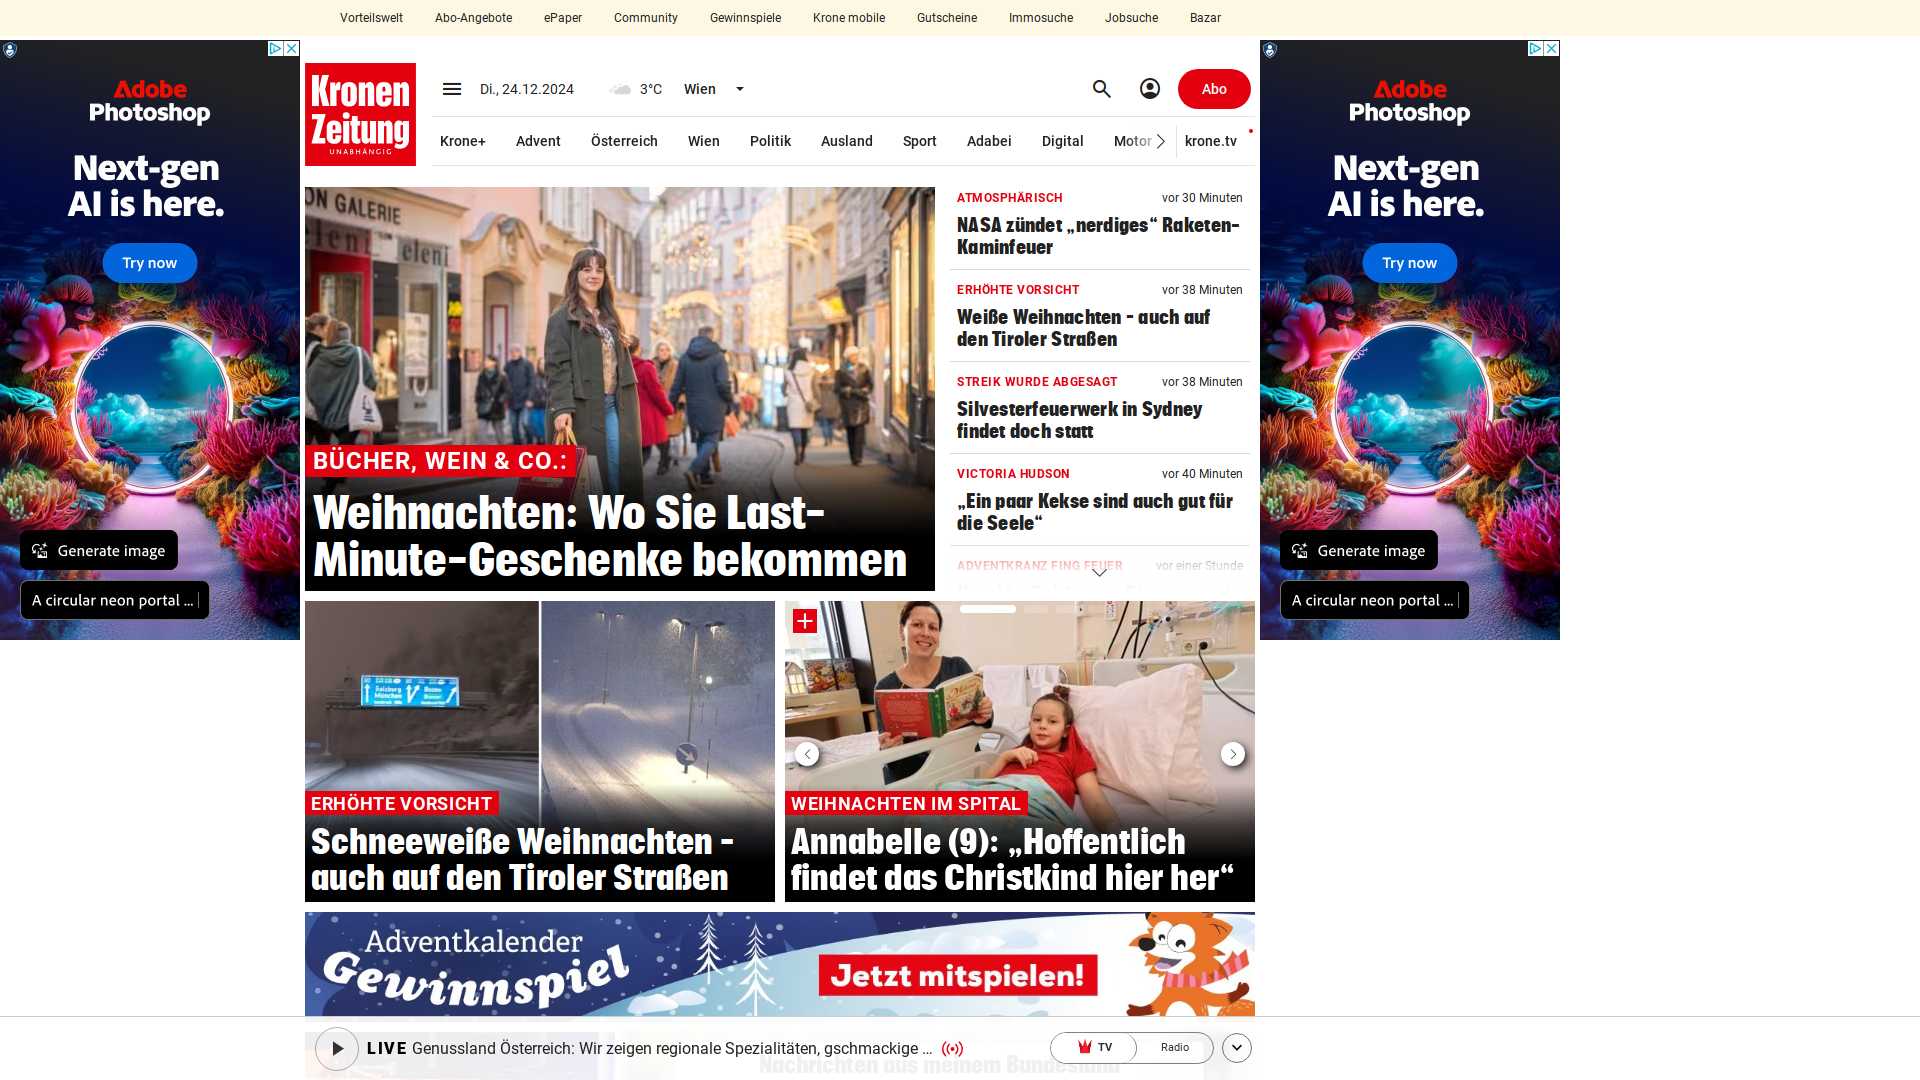 Vorteilswelt Abo-Angebote ePaper Community Gewinnspiele Krone mobile Gutscheine Immosuche Jobsuche Bazar
Adobe
Photoshop
Next-gen
AI is here.
Try now
Generate image
A circular neon portal ...
Kronen
Zeitung
UNABHÄNGIG
Di., 24.12.2024
3°C
Wien
Abo
Krone+ Advent Österreich Wien Politik Ausland Sport Adabei Digital Motor krone.tv
ON GALERIE
eleni eleni
BÜCHER, WEIN & CO.:
Weihnachten: Wo Sie Last-
Minute-Geschenke bekommen
ATMOSPHÄRISCH vor 30 Minuten
NASA zündet „nerdiges“ Raketen-
Kaminfeuer
ERHÖHTE VORSICHT vor 38 Minuten
Weiße Weihnachten – auch auf
den Tiroler Straßen
STREIK WURDE ABGESAGT vor 38 Minuten
Silvesterfeuerwerk in Sydney
findet doch statt
VICTORIA HUDSON vor 40 Minuten
„Ein paar Kekse sind auch gut für
die Seele“
ADVENTKRANZ FING FEUER vor einer Stunde
ERHÖHTE VORSICHT
Schneeweiße Weihnachten –
auch auf den Tiroler Straßen
WEIHNACHTEN IM SPITAL
Annabelle (9): „Hoffentlich
findet das Christkind hier her“
Adventkalender
Gewinnspiel
Jetzt mitspielen!
LIVE Genussland Österreich: Wir zeigen regionale Spezialitäten, gschmackige ...
TV
Radio
Nachrichten aus meinem Bundesland
Adobe
Photoshop
Next-gen
AI is here.
Try now
Generate image
A circular neon portal ...